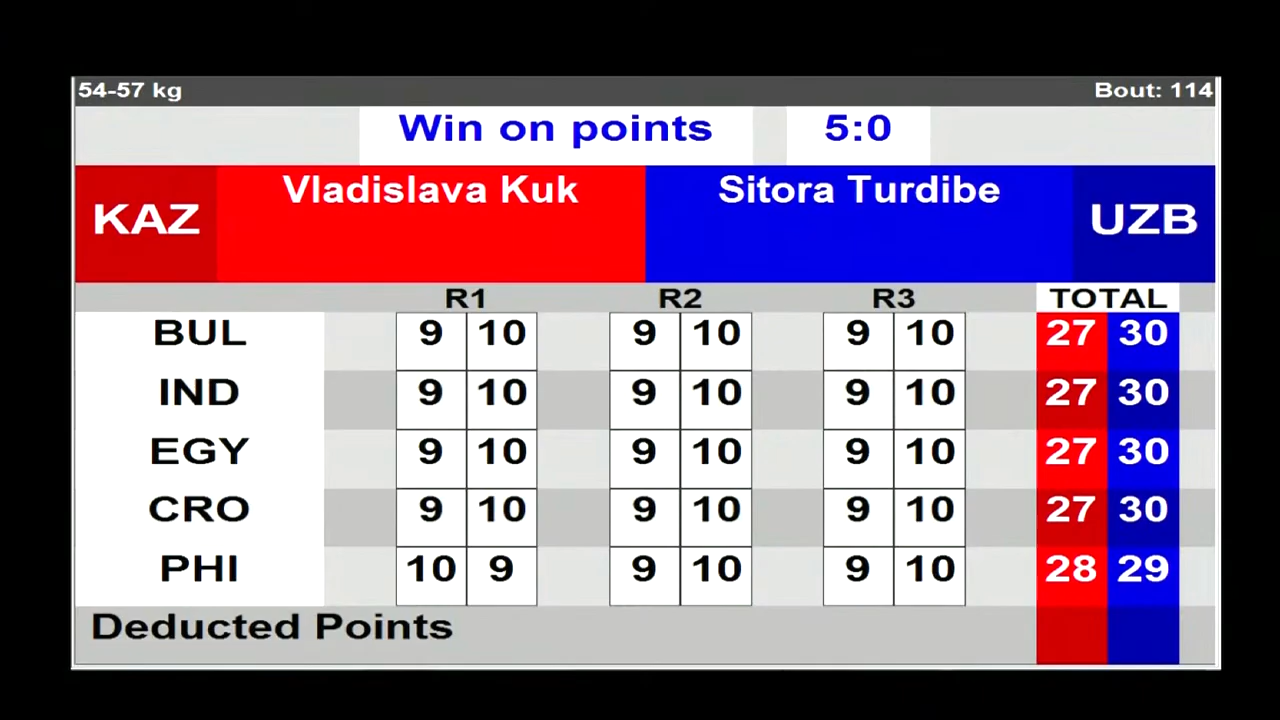 54-57 kg Bout: 114
Win on points 5:0
KAZ Vladislava Kuk Sitora Turdibe UZB
R1 R2 R3 TOTAL
BUL 9 10 9 10 9 10 27 30
IND 9 10 9 10 9 10 27 30
EGY 9 10 9 10 9 10 27 30
CRO 9 10 9 10 9 10 27 30
PHI 10 9 9 10 9 10 28 29
Deducted Points